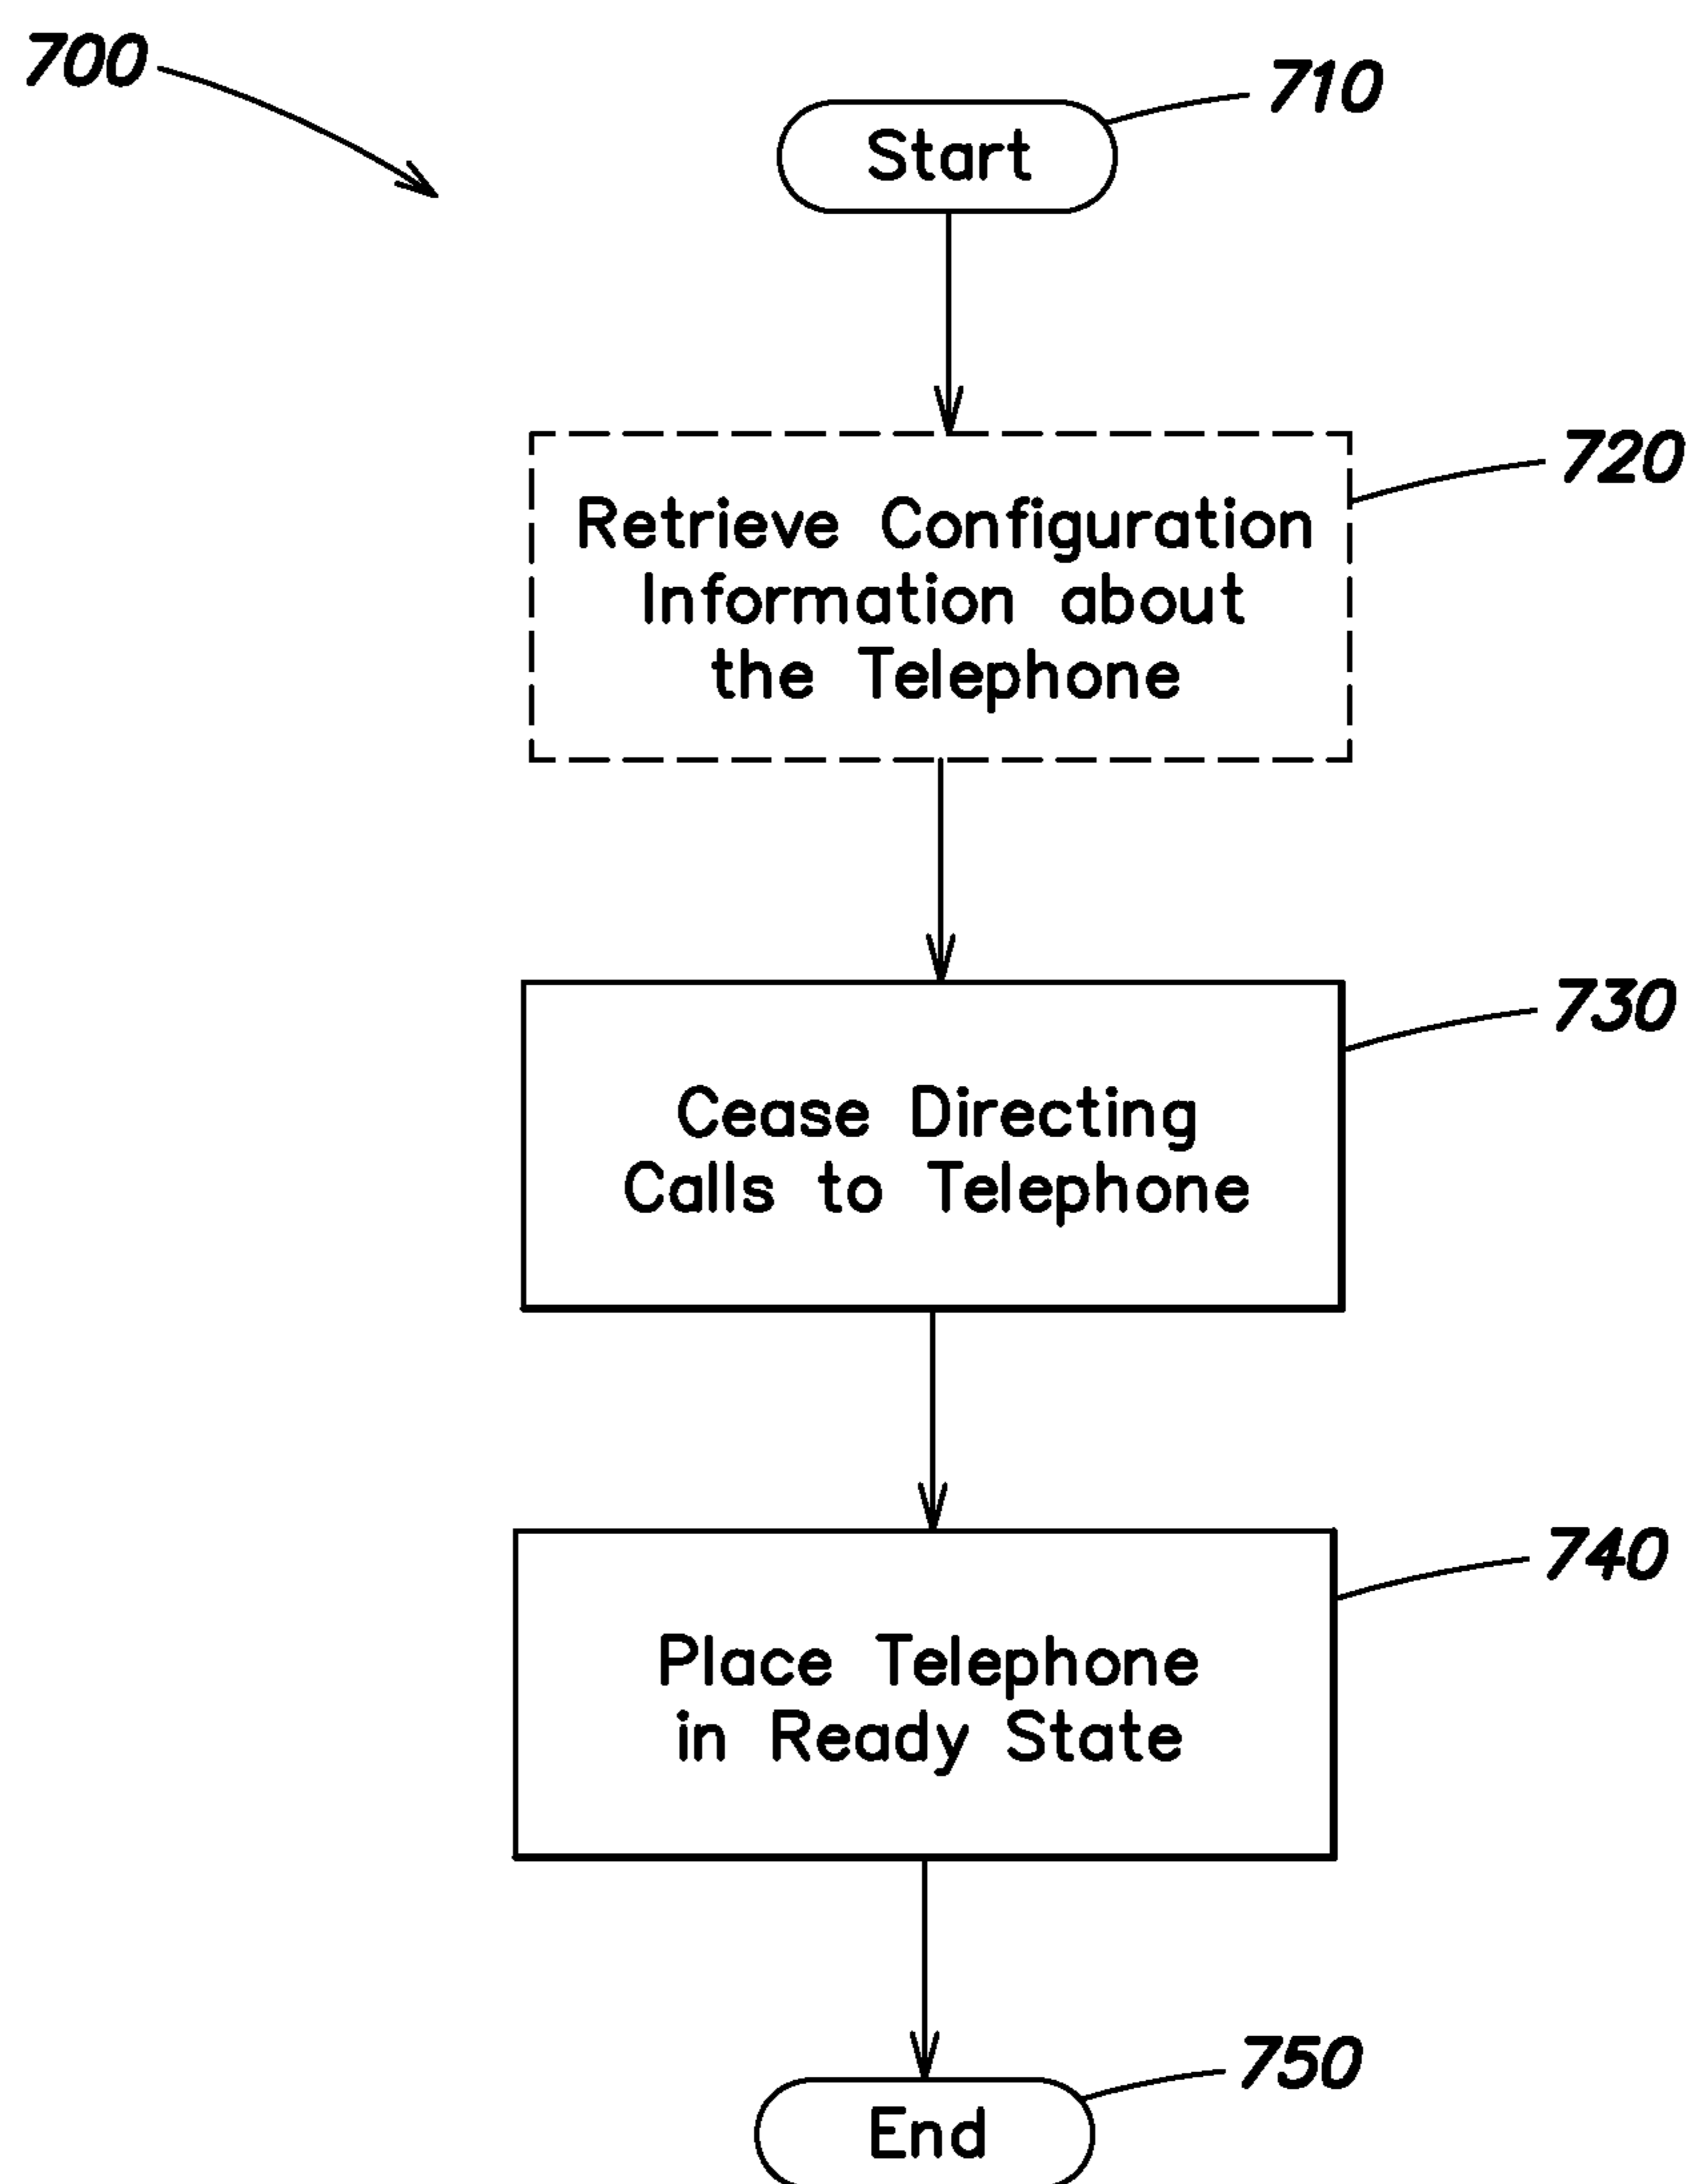 700
710
Start
720
Retrieve Configuration
Information about
the Telephone
730
Cease Directing
Calls to Telephone
740
Place Telephone
in Ready State
750
End